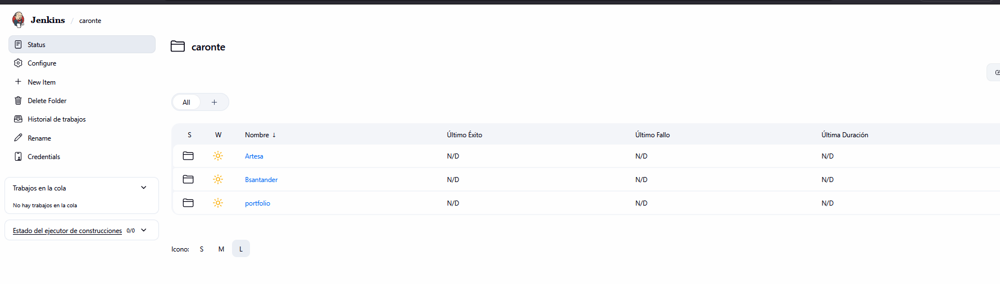 Jenkins / caronte
Status
Configure
New Item
Delete Folder
Historial de trabajos
Rename
Credentials
Trabajos en la cola
No hay trabajos en la cola
Estado del ejecutor de construcciones 0/0
caronte
All +
S W Nombre ↓ Último Éxito Último Fallo Última Duración
Artesa N/D N/D N/D
Bsantander N/D N/D N/D
portfolio N/D N/D N/D
Icono: S M L